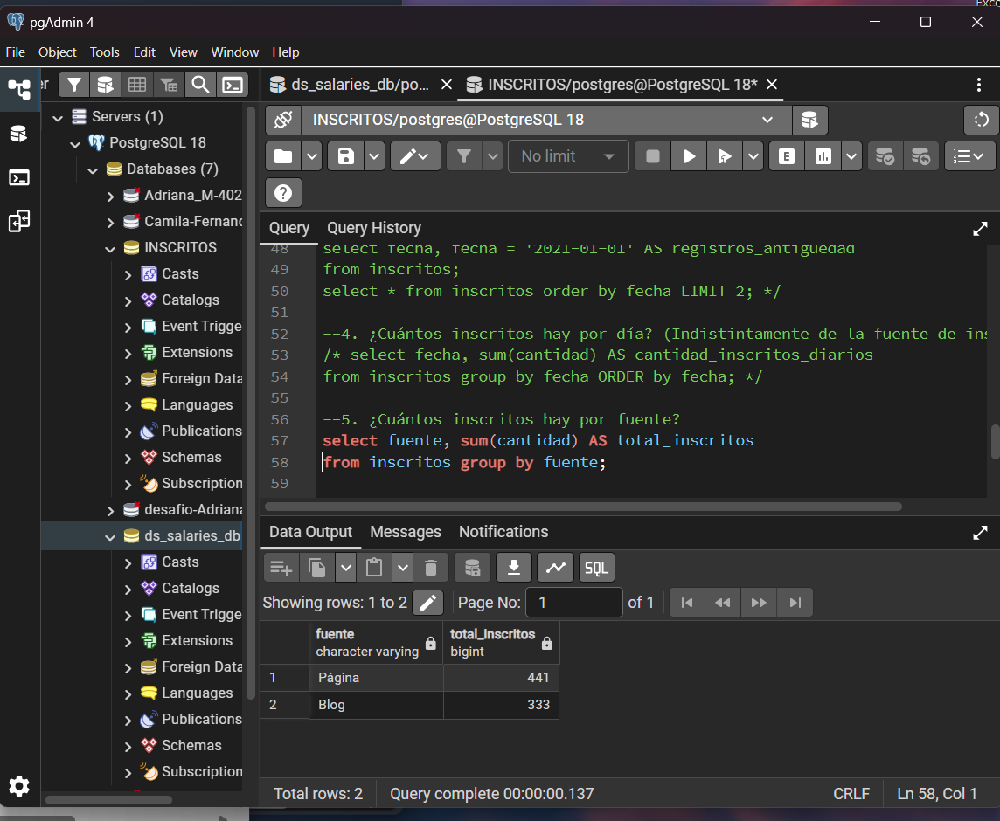 Exce
pgAdmin 4
File Object Tools Edit View Window Help
er
ds_salaries_db/po... INSCRITOS/postgres@PostgreSQL 18*
Servers (1)
PostgreSQL 18
Databases (7)
Adriana_M-402
Camila-Fernanc
INSCRITOS
Casts
Catalogs
Event Trigge
Extensions
Foreign Data
Languages
Publications
Schemas
Subscription
desafio-Adriana
ds_salaries_db
Casts
Catalogs
Event Trigge
Extensions
Foreign Data
Languages
Publications
Schemas
Subscription
INSCRITOS/postgres@PostgreSQL 18
No limit
E
Query Query History
48 select fecha, fecha = '2021-01-01' AS registros_antiguedad
49 from inscritos;
50 select * from inscritos order by fecha LIMIT 2; */
51
52 --4. ¿Cuántos inscritos hay por día? (Indistintamente de la fuente de ins
53 /* select fecha, sum(cantidad) AS cantidad_inscritos_diarios
54 from inscritos group by fecha ORDER by fecha; */
55
56 --5. ¿Cuántos inscritos hay por fuente?
57 select fuente, sum(cantidad) AS total_inscritos
58 from inscritos group by fuente;
59
Data Output Messages Notifications
SQL
Showing rows: 1 to 2 Page No: 1 of 1
fuente total_inscritos
character varying bigint
1 Página 441
2 Blog 333
Total rows: 2 Query complete 00:00:00.137 CRLF Ln 58, Col 1